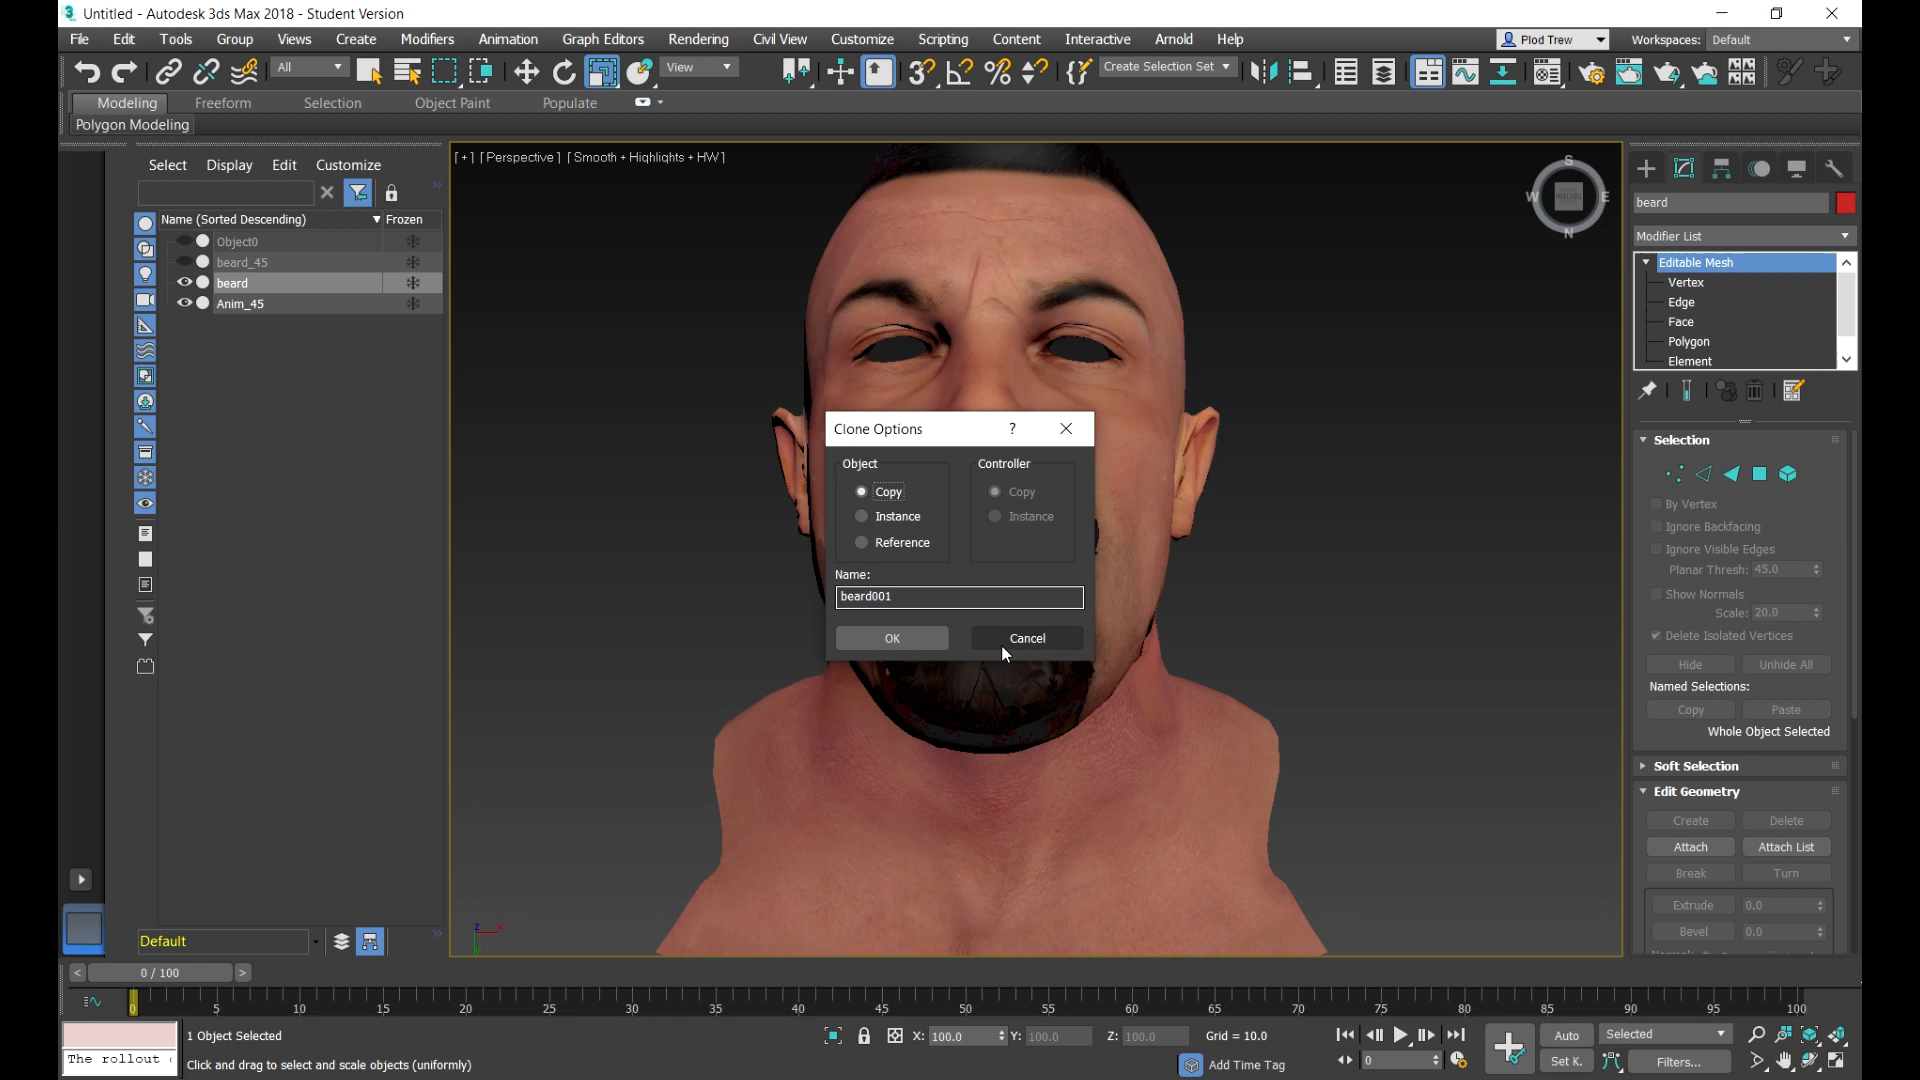 Untitled - Autodesk 3ds Max 2018 - Student Version
File Edit Tools Group Views Create Modifiers Animation Graph Editors Rendering Civil View Customize Scripting Content Interactive Arnold Help
Plod Trew
Workspaces: Default
All
View
Create Selection Set
Modeling Freeform Selection Object Paint Populate
Polygon Modeling
Select Display Edit Customize
Name (Sorted Descending) Frozen
Object0
beard_45
beard
Anim_45
[+] [Perspective] [Smooth + Highlights + HW]
S
W
E
N
beard
Modifier List
Editable Mesh
Vertex
Edge
Face
Polygon
Element
Clone Options ?
Object
Copy
Instance
Reference
Controller
Copy
Instance
Name:
beard001
OK Cancel
Selection
By Vertex
Ignore Backfacing
Ignore Visible Edges
Planar Thresh: 45.0
Show Normals
Scale: 20.0
Delete Isolated Vertices
Hide Unhide All
Named Selections:
Copy Paste
Whole Object Selected
Soft Selection
Edit Geometry
Create Delete
Attach Attach List
Break Turn
Extrude 0.0
Bevel 0.0
Default
z x
y
< 0 / 100 >
0 5 10 15 20 25 30 35 40 45 50 55 60 65 70 75 80 85 90 95 100
1 Object Selected
X: 100.0 Y: 100.0 Z: 100.0 Grid = 10.0
Auto Selected
The rollout
Click and drag to select and scale objects (uniformly)
Add Time Tag
0
Set K. Filters...